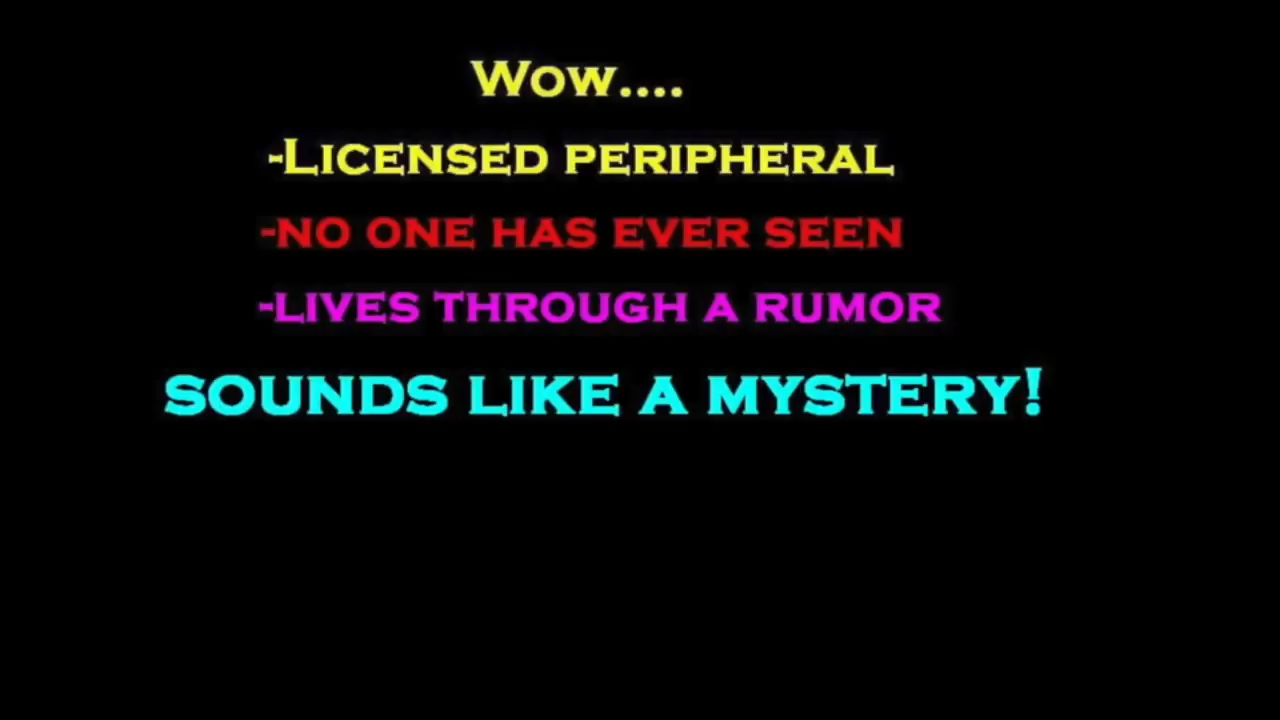 Wow....
-Licensed peripheral
-no one has ever seen
-lives through a rumor
sounds like a mystery!